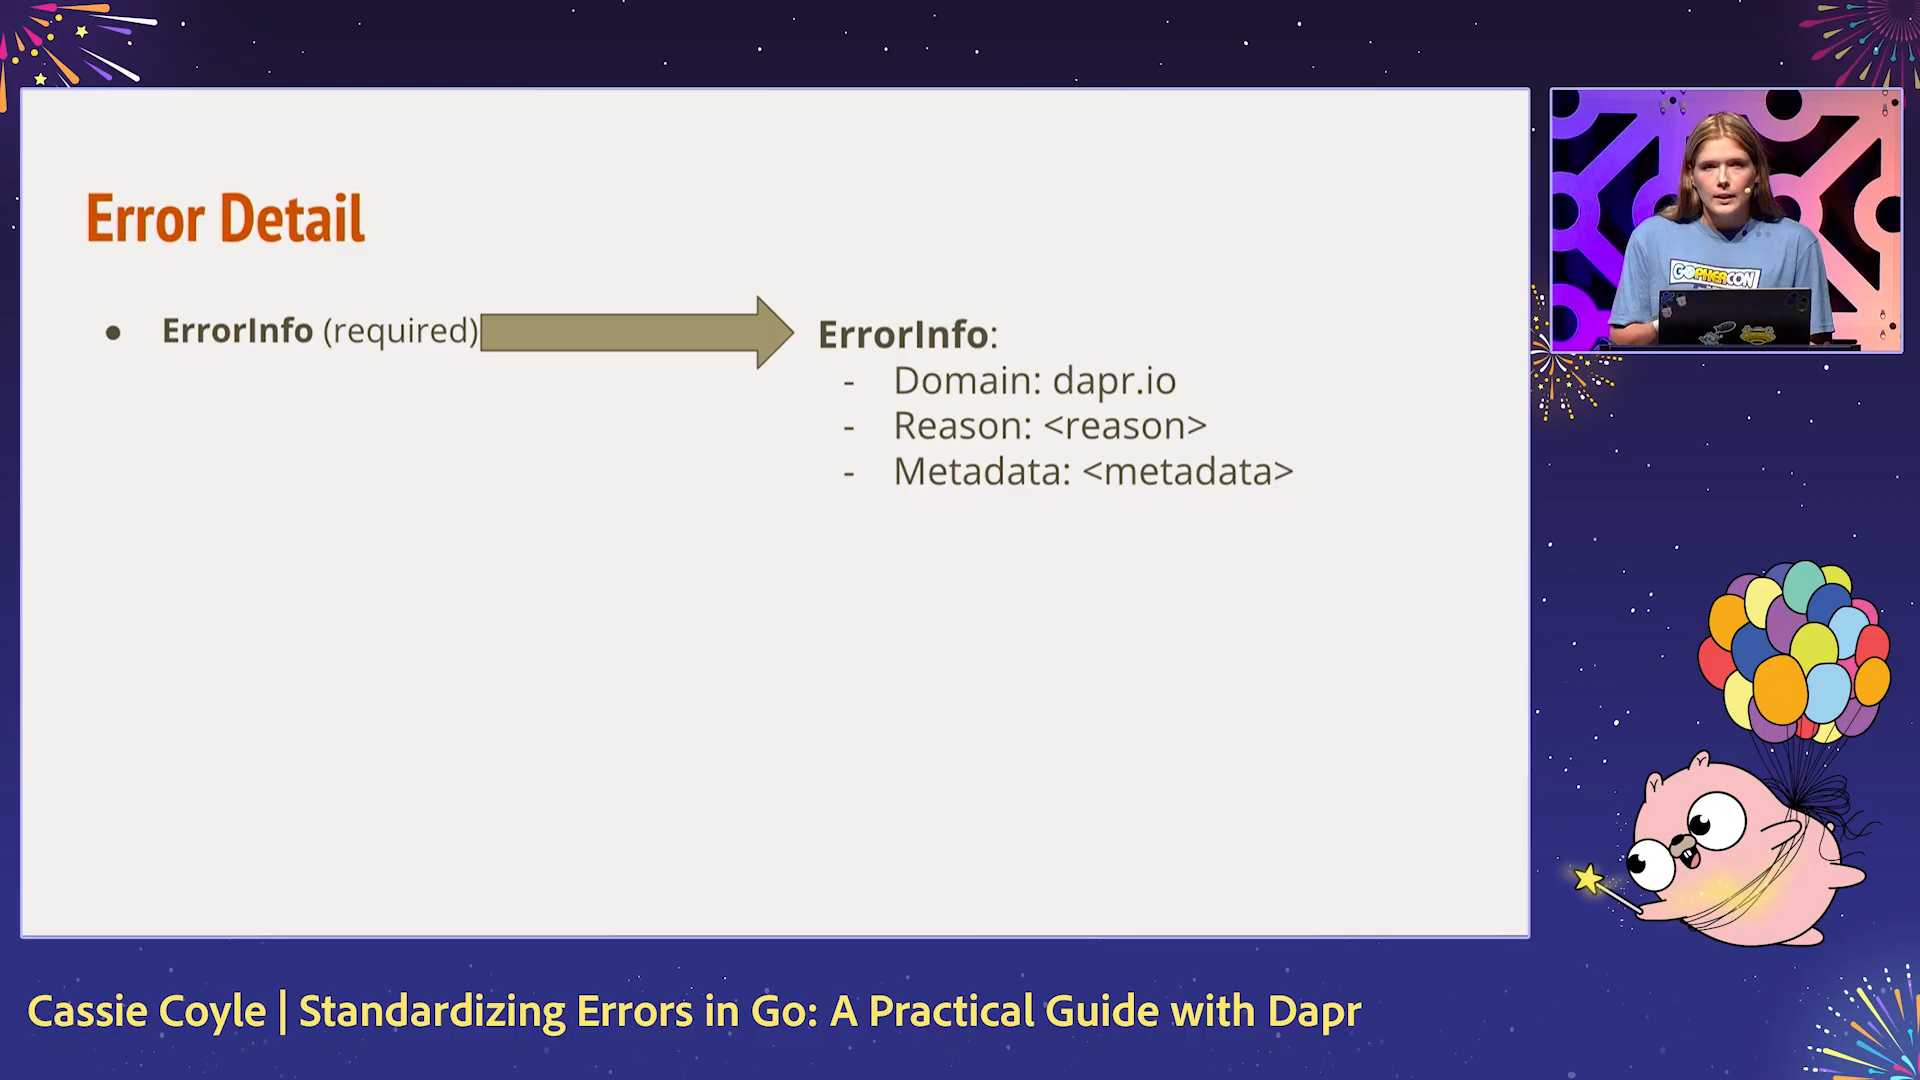 Error Detail
● ErrorInfo (required)
ErrorInfo:
- Domain: dapr.io
- Reason: <reason>
- Metadata: <metadata>
GOPHERCON
Cassie Coyle | Standardizing Errors in Go: A Practical Guide with Dapr